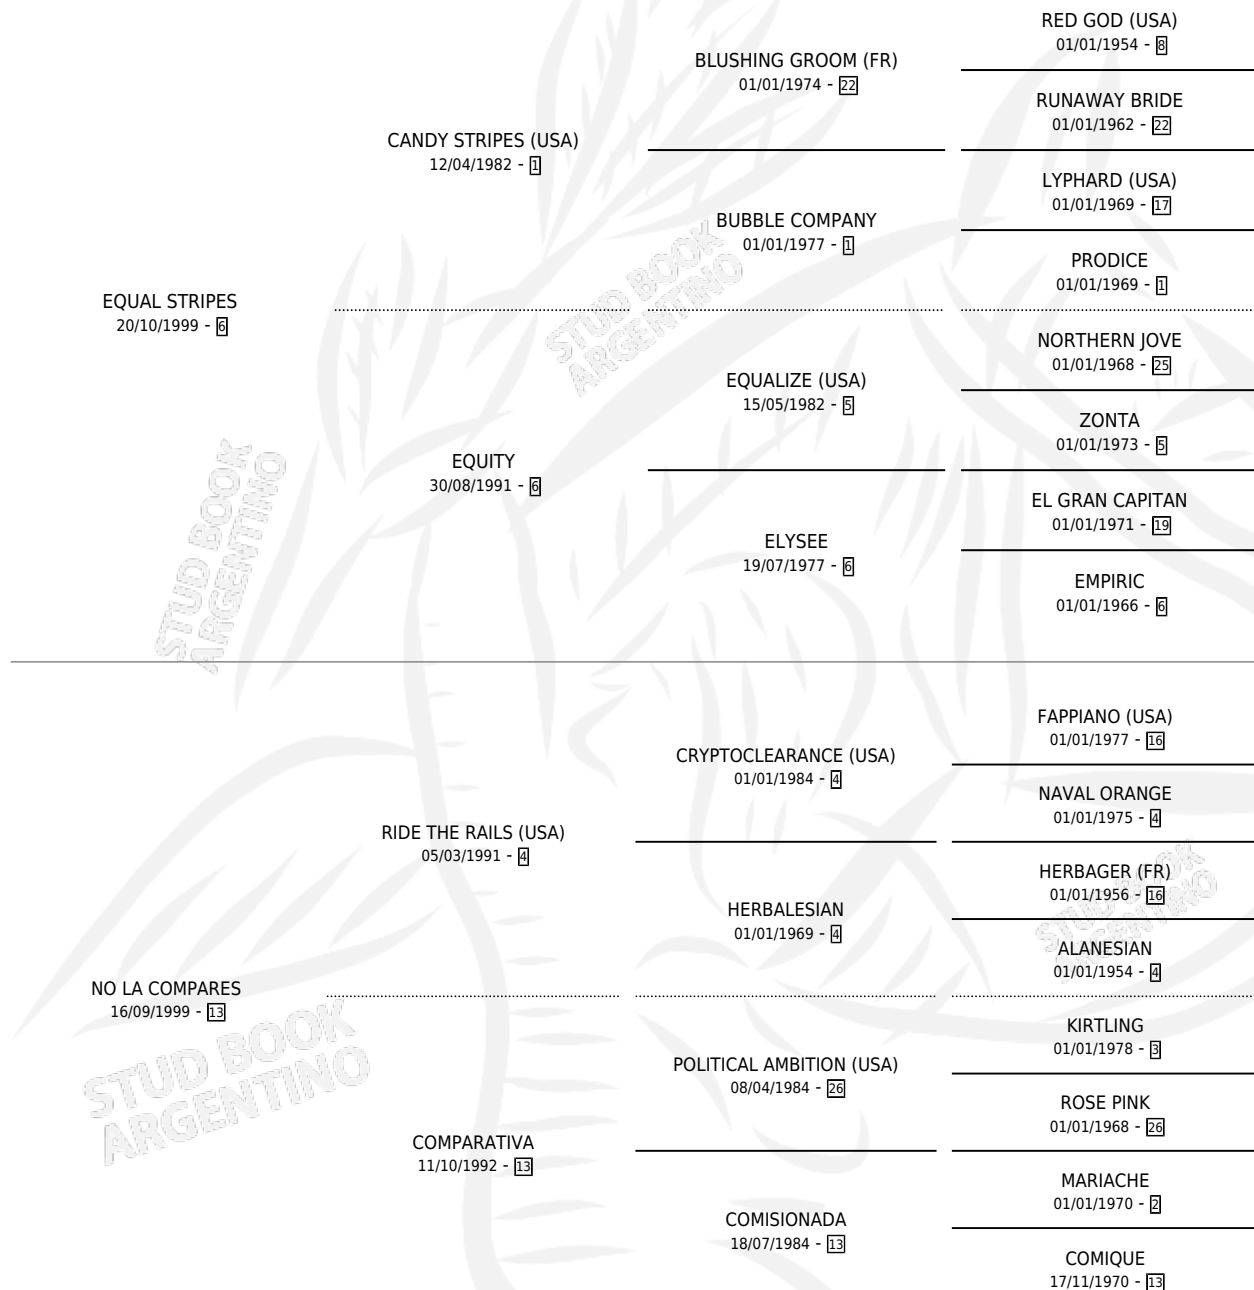 RED GOD (USA)
01/01/1954 - 8
BLUSHING GROOM (FR)
01/01/1974 - 22
RUNAWAY BRIDE
01/01/1962 - 22
CANDY STRIPES (USA)
12/04/1982 - 1
LYPHARD (USA)
01/01/1969 - 17
BUBBLE COMPANY
01/01/1977 - 1
PRODICE
01/01/1969 - 1
EQUAL STRIPES
20/10/1999 - 6
NORTHERN JOVE
01/01/1968 - 25
EQUALIZE (USA)
15/05/1982 - 5
ZONTA
01/01/1973 - 5
EQUITY
30/08/1991 - 6
EL GRAN CAPITAN
01/01/1971 - 19
ELYSEE
19/07/1977 - 6
EMPIRIC
01/01/1966 - 6
STUD BOOK
ARGENTINO
STUD BOOK
ARGENTINO
FAPPIANO (USA)
01/01/1977 - 16
CRYPTOCLEARANCE (USA)
01/01/1984 - 4
NAVAL ORANGE
01/01/1975 - 4
RIDE THE RAILS (USA)
05/03/1991 - 4
HERBAGER (FR)
01/01/1956 - 16
HERBALESIAN
01/01/1969 - 4
ALANESIAN
01/01/1954 - 4
NO LA COMPARES
16/09/1999 - 13
KIRTLING
01/01/1978 - 3
POLITICAL AMBITION (USA)
08/04/1984 - 26
ROSE PINK
01/01/1968 - 26
COMPARATIVA
11/10/1992 - 13
MARIACHE
01/01/1970 - 2
COMISIONADA
18/07/1984 - 13
COMIQUE
17/11/1970 - 13
STUD BOOK
ARGENTINO
STUD BOOK
ARGENTINO